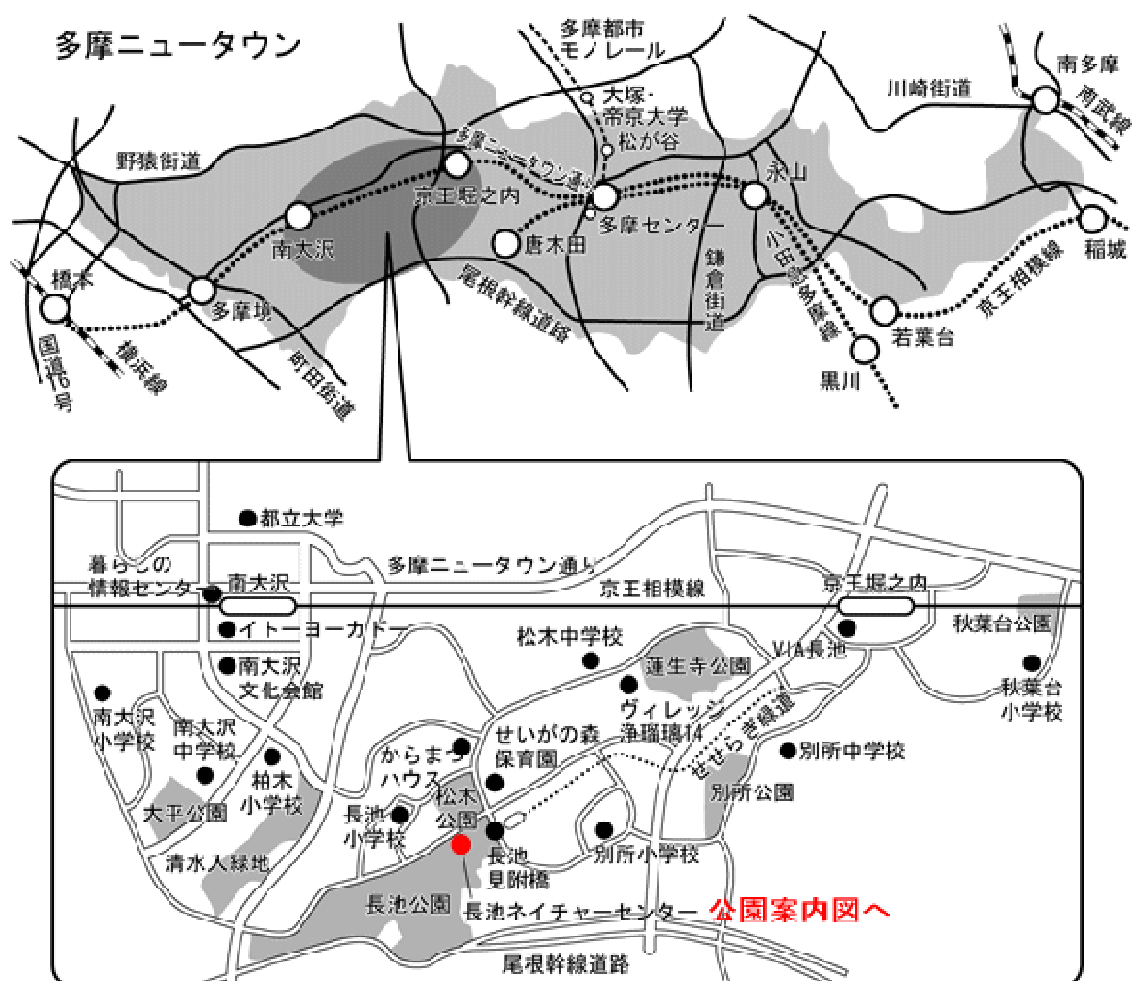 多摩ニュータウン
多摩都市
モノレール
南多摩
川崎街道
南武線
大塚・
帝京大学
松が谷
野猿街道
多摩ニュータウン通り
永山
京王堀之内
多摩センター
唐木田
南大沢
稲城
鎌倉街道
小田急多摩線
京王相模線
橋本
多摩境
尾根幹線道路
若葉台
国道16号
横浜線
町田街道
黒川
都立大学
暮らしの
情報センター
南大沢
多摩ニュータウン通り
京王相模線
京王堀之内
イトーヨーカドー
松木中学校
VIA長池
秋葉台公園
南大沢
文化会館
蓮生寺公園
秋葉台
小学校
南大沢
小学校
南大沢
中学校
ヴィレッジ
浄瑠璃14
せせらぎ緑道
からまつ
ハウス
せいがの森
保育園
別所中学校
柏木
小学校
松木
公園
別所公園
大平公園
長池
小学校
清水入緑地
長池
見附橋
別所小学校
長池公園
長池ネイチャーセンター
公園案内図へ
尾根幹線道路